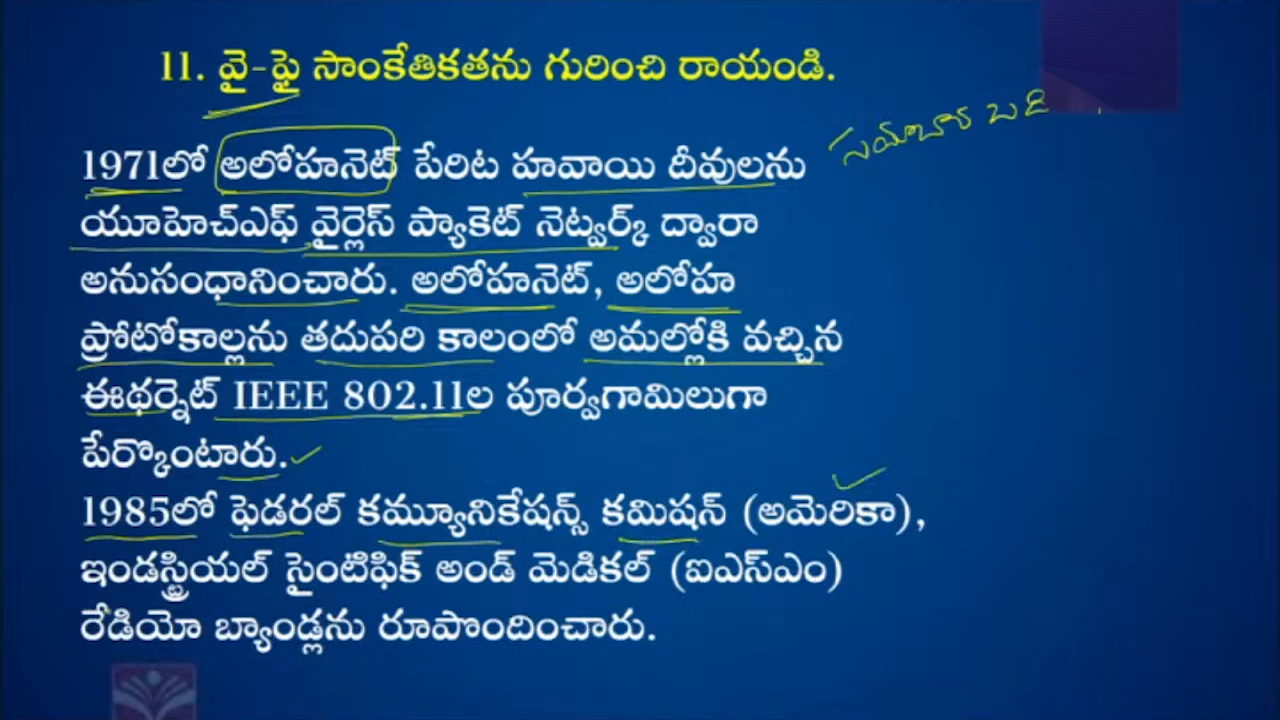 11. వై-ఫై సాంకేతికతను గురించి రాయండి.
1971లో అలోహనెట్ పేరిట హవాయి దీవులను
యూహెచ్ఎఫ్ వైర్లెస్ ప్యాకెట్ నెట్వర్క్ ద్వారా
అనుసంధానించారు. అలోహనెట్, అలోహ
ప్రోటోకాల్లను తదుపరి కాలంలో అమల్లోకి వచ్చిన
ఈథర్నెట్ IEEE 802.11ల పూర్వగామిలుగా
పేర్కొంటారు.
1985లో ఫెడరల్ కమ్యూనికేషన్స్ కమిషన్ (అమెరికా),
ఇండస్ట్రియల్ సైంటిఫిక్ అండ్ మెడికల్ (ఐఎస్ఎం)
రేడియో బ్యాండ్లను రూపొందించారు.